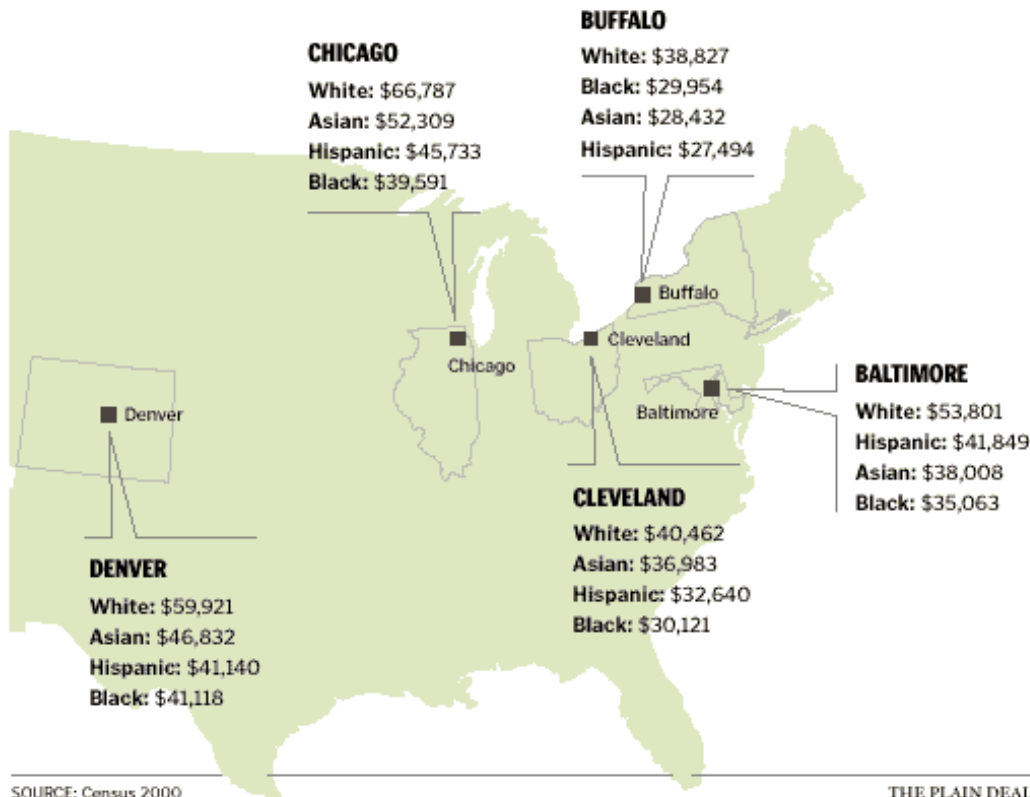 BUFFALO
White: $38,827
Black: $29,954
Asian: $28,432
Hispanic: $27,494
CHICAGO
White: $66,787
Asian: $52,309
Hispanic: $45,733
Black: $39,591
Buffalo
Cleveland
Chicago
Baltimore
Denver
BALTIMORE
White: $53,801
Hispanic: $41,849
Asian: $38,008
Black: $35,063
CLEVELAND
White: $40,462
Asian: $36,983
Hispanic: $32,640
Black: $30,121
DENVER
White: $59,921
Asian: $46,832
Hispanic: $41,140
Black: $41,118
SOURCE: Census 2000
THE PLAIN DEAL